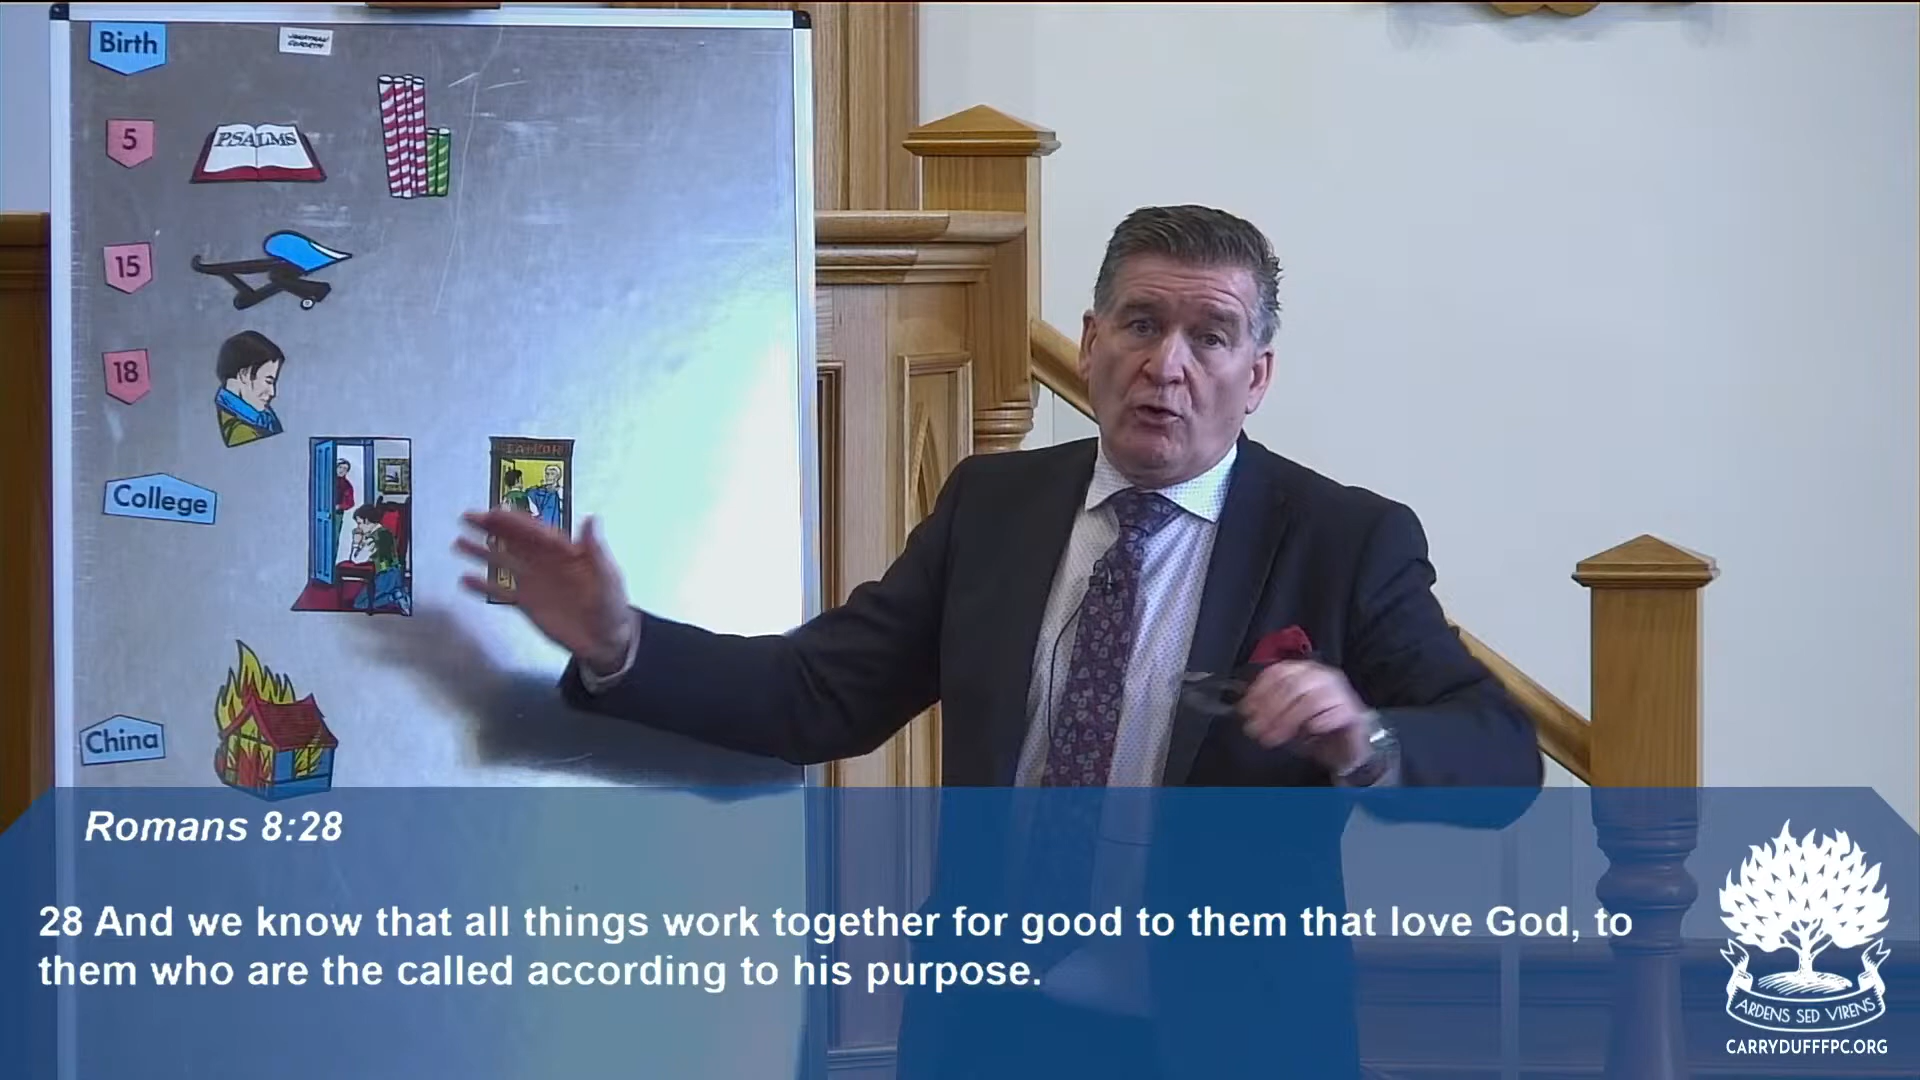 Birth
JONATHAN
GOFORTH
5
PSALMS
15
18
College
China
Romans 8:28
28 And we know that all things work together for good to them that love God, to
them who are the called according to his purpose.
ARDENS SED VIRENS
CARRYDUFFFPC.ORG